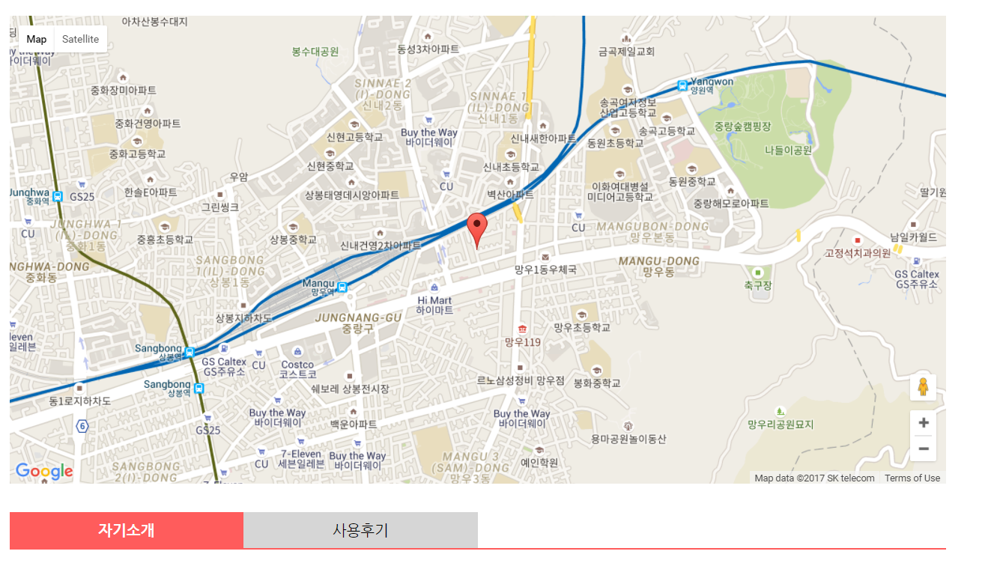 아차산봉수대지
Map
Satellite
바이더웨이
봉수대공원
동성3차아파트
금곡제일교회
중화장미아파트
SINNAE 2
(I)-DONG
신내2동
SINNAE 1
(IL)-DONG
신내1동
Yangwon
양원역
송곡여자정보
산업고등학교
중화건영아파트
Buy the Way
바이더웨이
신현고등학교
신내새한아파트
송곡고등학교
중랑숲캠핑장
동원초등학교
나들이공원
중화고등학교
신현중학교
신내초등학교
우암
CU
동원중학교
이화여대병설
미디어고등학교
Junghwa
중화역
GS25
한솔E아파트
상봉태영데시앙아파트
벽산아파트
딸기원
그린씽크
중랑해모로아파트
CU
JUNGHWA 1
(IL)-DONG
중화1동
CU
MANGUBON-DONG
망우본동
중흥초등학교
상봉중학교
신내건영2차아파트
남일카월드
고정석치과의원
SANGBONG
1(IL)-DONG
상봉1동
NGHWA-DONG
중화동
망우1동우체국
MANGU-DONG
망우동
GS Caltex
GS주유소
Mangu
망우역
축구장
Hi Mart
하이마트
상봉지하차도
JUNGNANG-GU
중랑구
망우초등학교
leven
일레븐
망우119
Sangbong
상봉역
GS Caltex
GS주유소
CU
Costco
코스트코
Sangbong
상봉역
쉐보레 상봉전시장
르노삼성정비 망우점
봉화중학교
동1로지하차도
Buy the Way
바이더웨이
백운아파트
Buy the Way
바이더웨이
6
GS25
망우리공원묘지
용마공원놀이동산
CU
7-Eleven
세븐일레븐
Buy the Way
바이더웨이
MANGU 3
(SAM)-DONG
망우3동
예인학원
SANGBONG
2(I)-DONG
Google
7-Eleven
Map data ©2017 SK telecom
Terms of Use
자기소개
사용후기